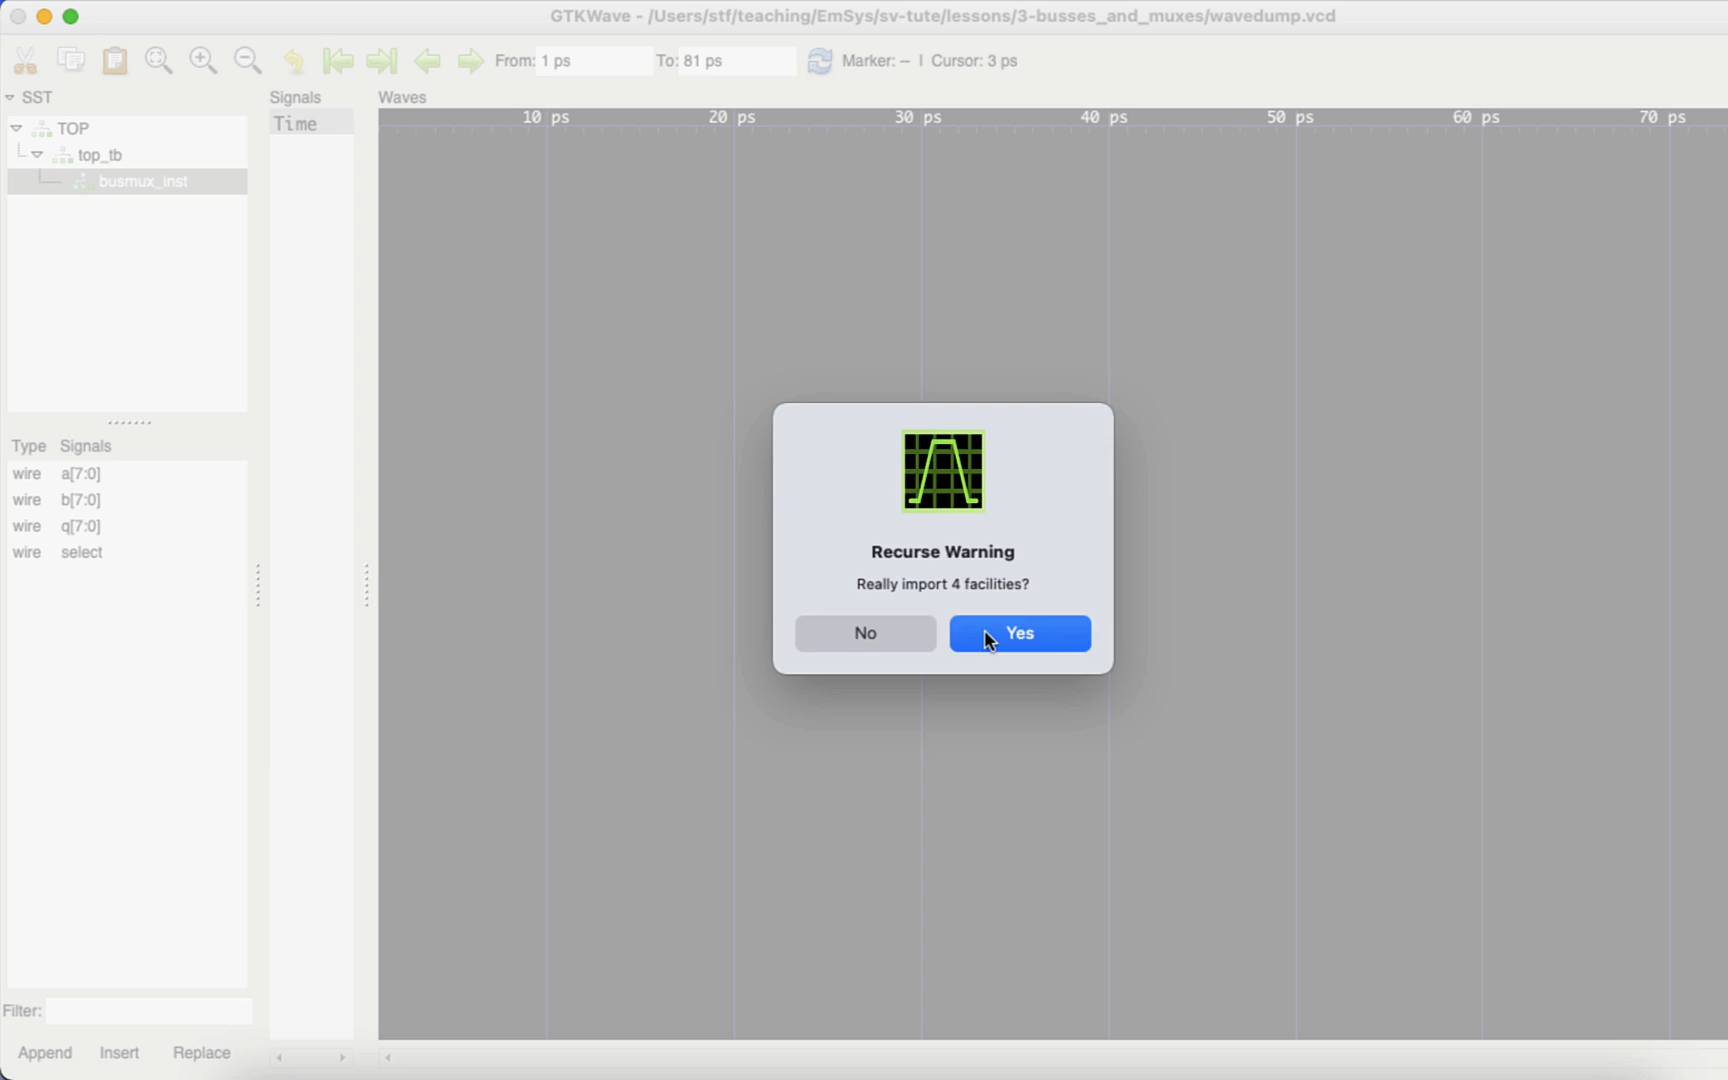 GTKWave - /Users/stf/teaching/EmSys/sv-tute/lessons/3-busses_and_muxes/wavedump.vcd
From: 1 ps To: 81 ps Marker: -- | Cursor: 3 ps
SST
Signals
Waves
TOP
top_tb
busmux_inst
Time
10 ps 20 ps 30 ps 40 ps 50 ps 60 ps 70 ps
Type Signals
wire a[7:0]
wire b[7:0]
wire q[7:0]
wire select
Recurse Warning
Really import 4 facilities?
No Yes
Filter:
Append Insert Replace